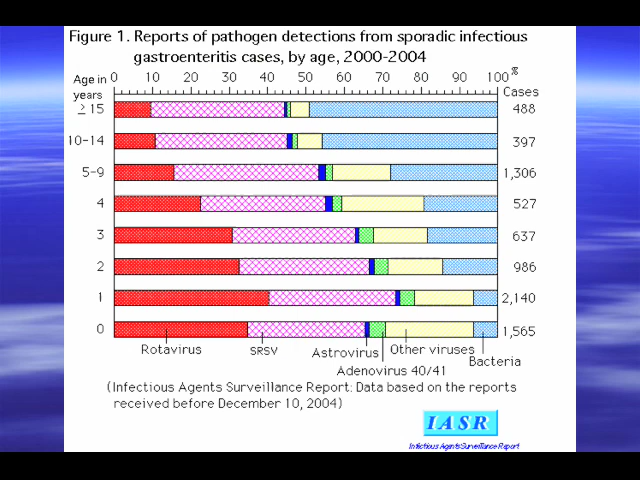 Figure 1. Reports of pathogen detections from sporadic infectious
gastroenteritis cases, by age, 2000-2004
Age in
years
0 10 20 30 40 50 60 70 80 90 100 %
Cases
≥ 15 488
10-14 397
5-9 1,306
4 527
3 637
2 986
1 2,140
0 1,565
Rotavirus SRSV Astrovirus Other viruses
Adenovirus 40/41 Bacteria
(Infectious Agents Surveillance Report: Data based on the reports
received before December 10, 2004)
IASR
Infectious Agents Surveillance Report